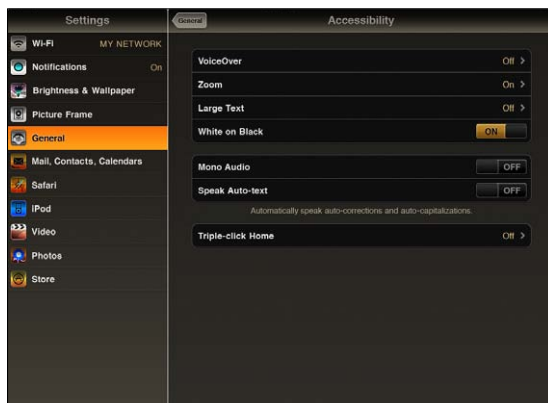 Settings
Wi-Fi MY NETWORK
Notifications On
Brightness & Wallpaper
Picture Frame
General
Mail, Contacts, Calendars
Safari
iPod
Video
Photos
Store
General
Accessibility
VoiceOver Off
Zoom On
Large Text Off
White on Black ON
Mono Audio OFF
Speak Auto-text OFF
Automatically speak auto-corrections and auto-capitalizations.
Triple-click Home Off